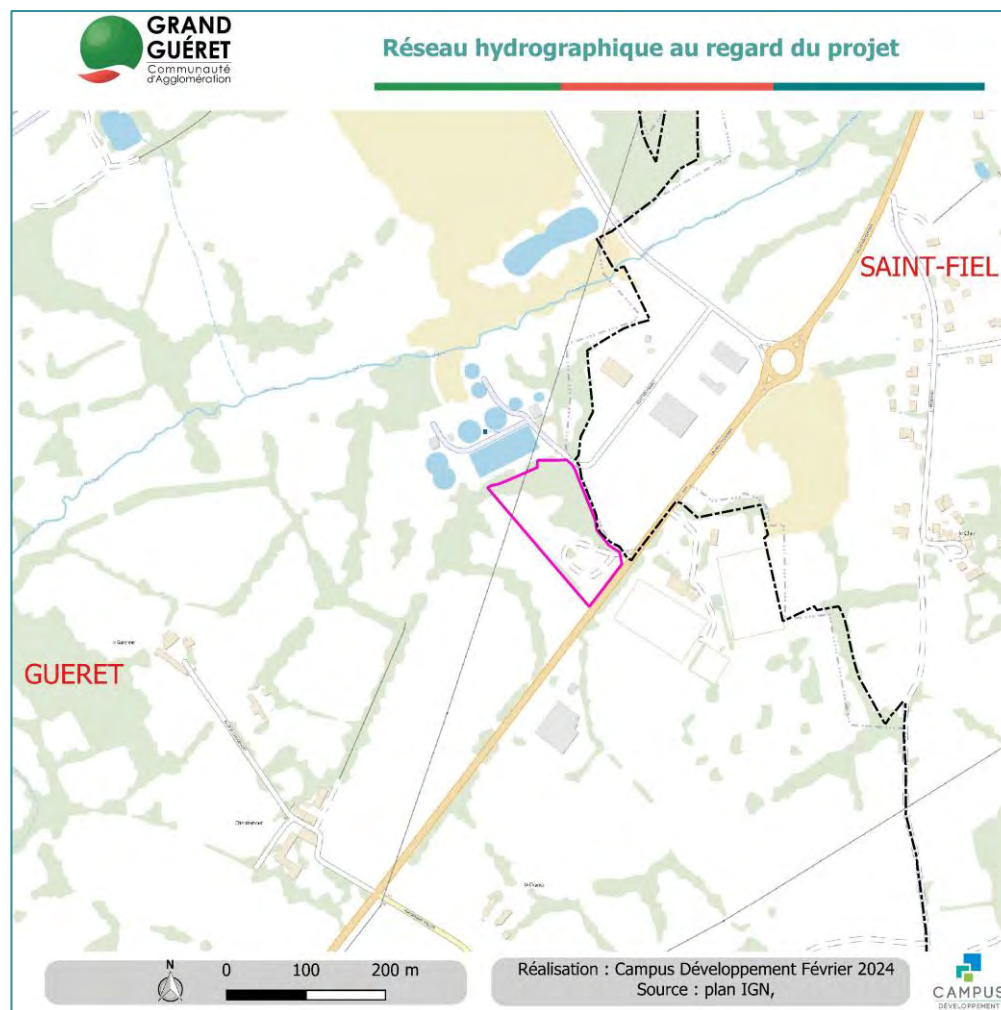 GRAND
GUÉRET
Communauté
d'Agglomération
Réseau hydrographique au regard du projet
SAINT-FIEL
GUERET
N
0 100 200 m
Réalisation : Campus Développement Février 2024
Source : plan IGN,
CAMPUS
DÉVELOPPEMENT